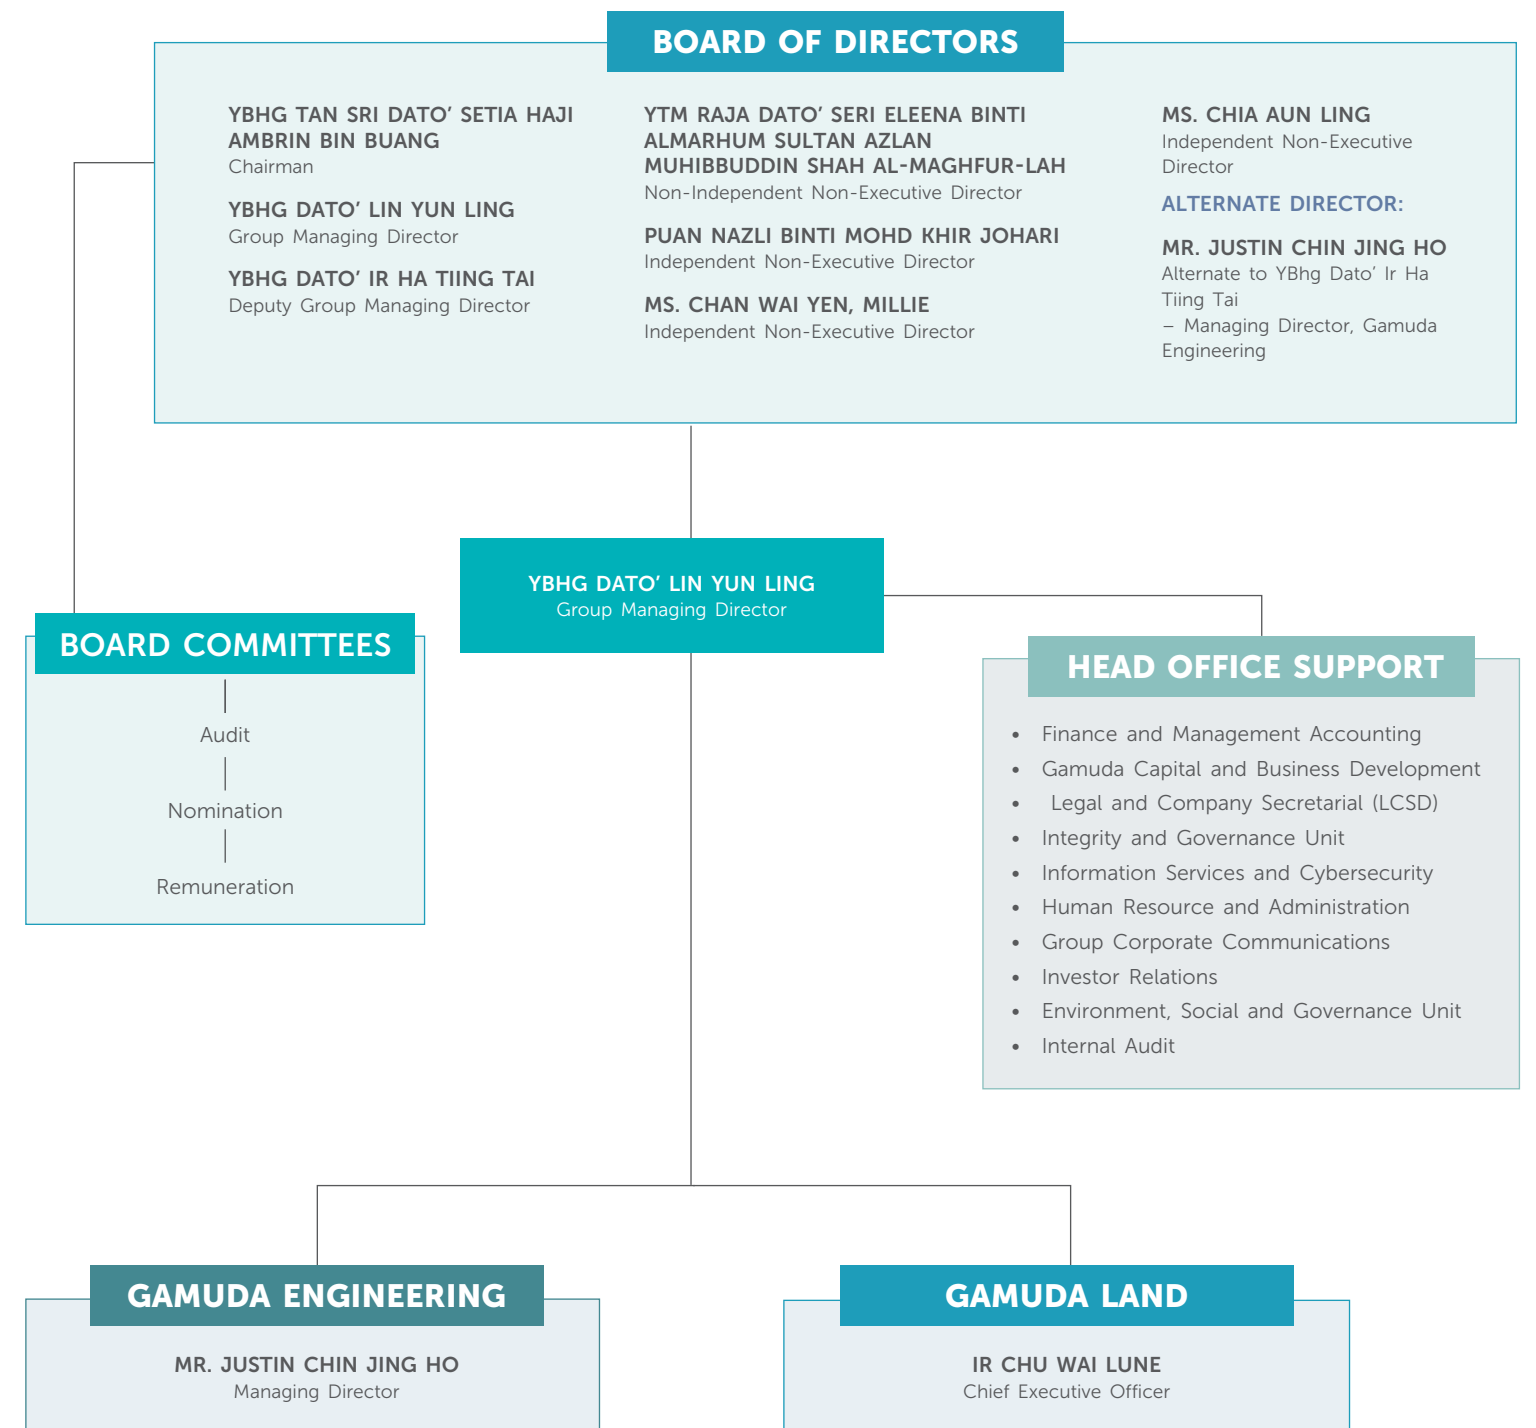 BOARD OF DIRECTORS
YBHG TAN SRI DATO’ SETIA HAJI
AMBRIN BIN BUANG
Chairman
YBHG DATO’ LIN YUN LING
Group Managing Director
YBHG DATO’ IR HA TIING TAI
Deputy Group Managing Director
YTM RAJA DATO’ SERI ELEENA BINTI
ALMARHUM SULTAN AZLAN
MUHIBBUDDIN SHAH AL-MAGHFUR-LAH
Non-Independent Non-Executive Director
PUAN NAZLI BINTI MOHD KHIR JOHARI
Independent Non-Executive Director
MS. CHAN WAI YEN, MILLIE
Independent Non-Executive Director
MS. CHIA AUN LING
Independent Non-Executive
Director
ALTERNATE DIRECTOR:
MR. JUSTIN CHIN JING HO
Alternate to YBhg Dato’ Ir Ha
Tiing Tai
– Managing Director, Gamuda
Engineering
YBHG DATO’ LIN YUN LING
Group Managing Director
BOARD COMMITTEES
Audit
Nomination
Remuneration
HEAD OFFICE SUPPORT
• Finance and Management Accounting
• Gamuda Capital and Business Development
• Legal and Company Secretarial (LCSD)
• Integrity and Governance Unit
• Information Services and Cybersecurity
• Human Resource and Administration
• Group Corporate Communications
• Investor Relations
• Environment, Social and Governance Unit
• Internal Audit
GAMUDA ENGINEERING
MR. JUSTIN CHIN JING HO
Managing Director
GAMUDA LAND
IR CHU WAI LUNE
Chief Executive Officer